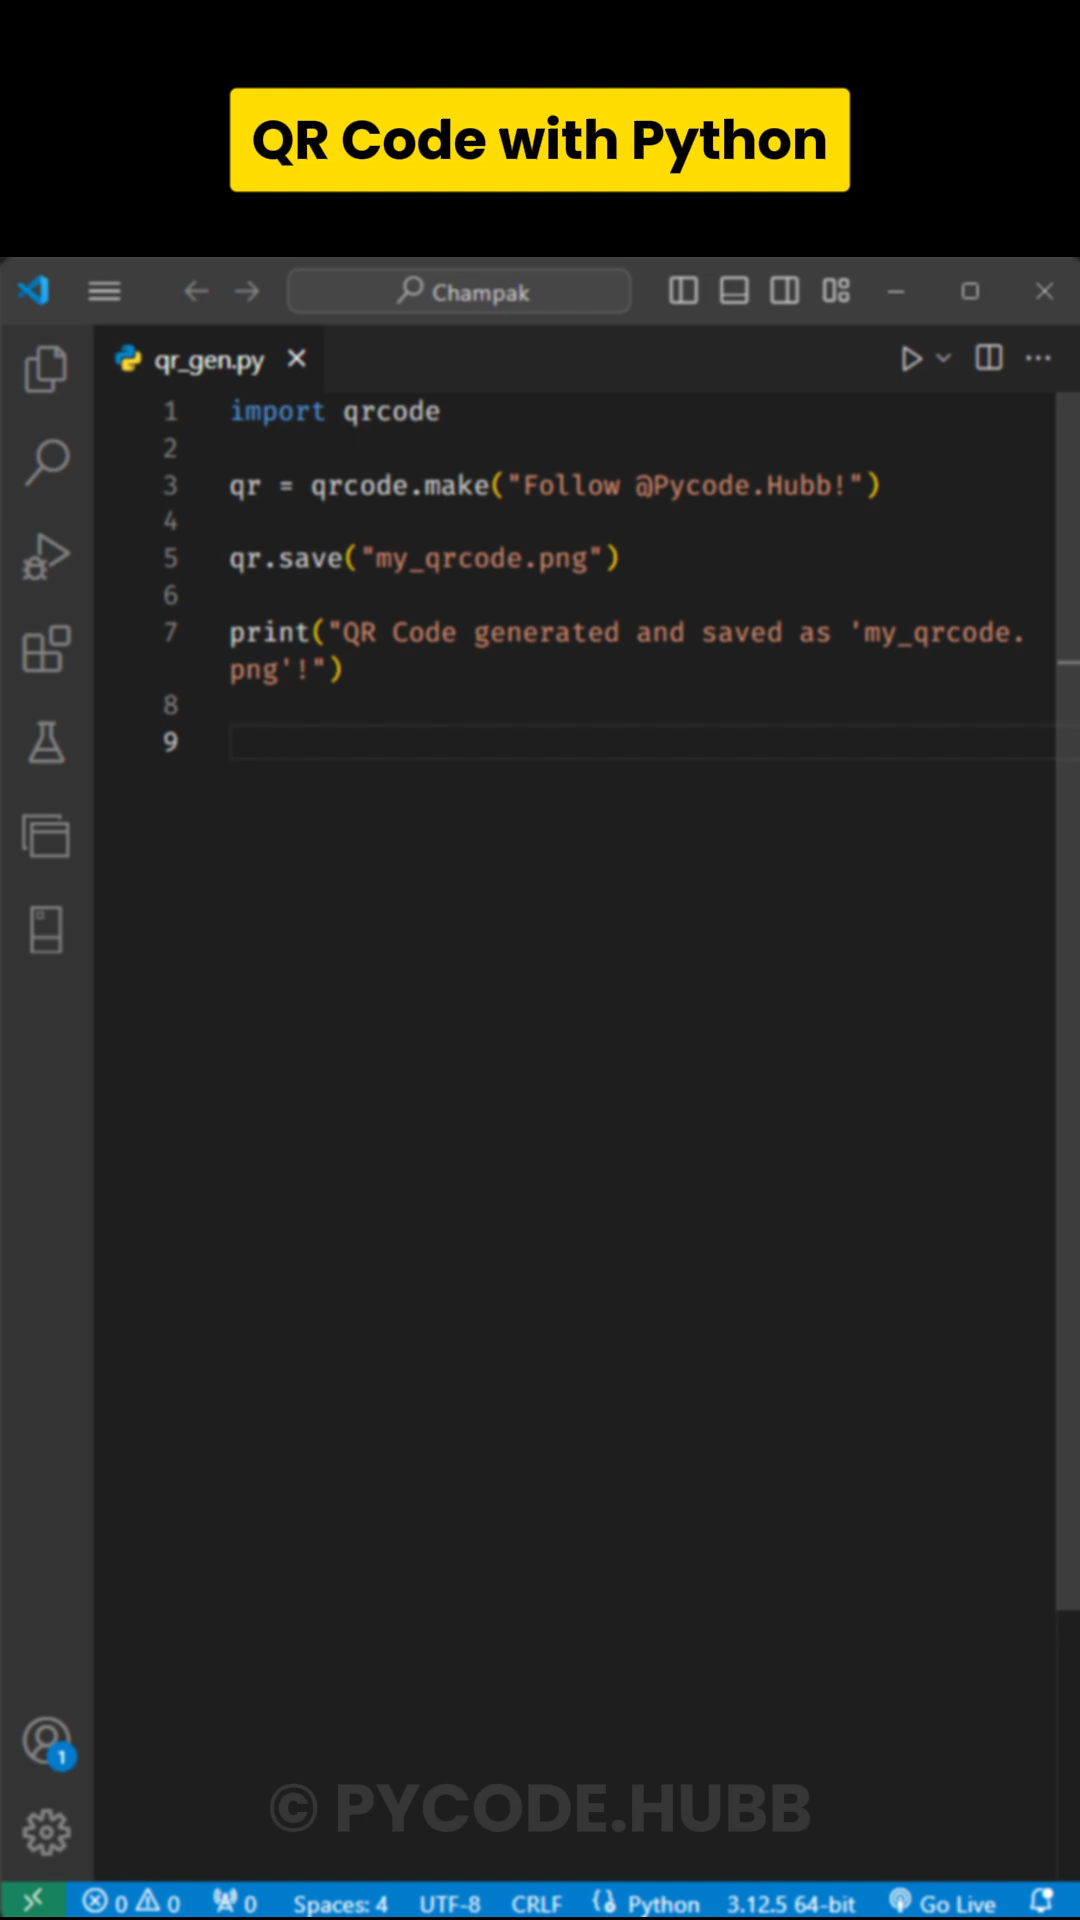 QR Code with Python
Champak
qr_gen.py
1 import qrcode
2
3 qr = qrcode.make("Follow @Pycode.Hubb!")
4
5 qr.save("my_qrcode.png")
6
7 print("QR Code generated and saved as 'my_qrcode.
png'!")
8
9
1
© PYCODE.HUBB
0 0 0 Spaces: 4 UTF-8 CRLF Python 3.12.5 64-bit Go Live